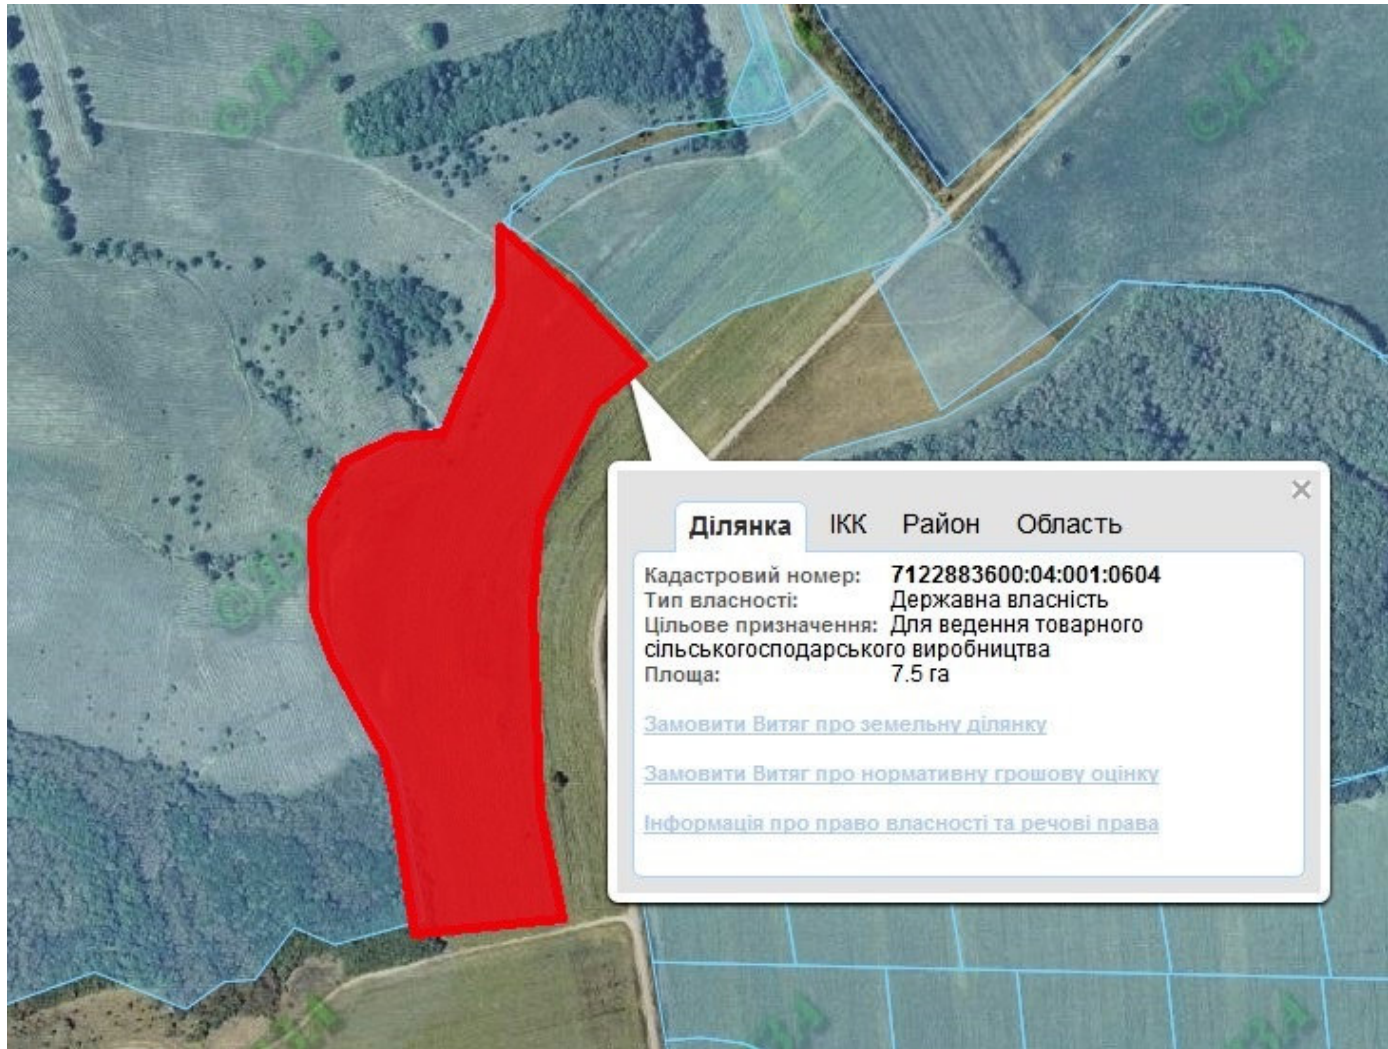 ©ДЗА
©ДЗА
Ділянка ІКК Район Область
Кадастровий номер: 7122883600:04:001:0604
Тип власності: Державна власність
Цільове призначення: Для ведення товарного
сільськогосподарського виробництва
Площа: 7.5 га
Замовити Витяг про земельну ділянку
Замовити Витяг про нормативну грошову оцінку
Інформація про право власності та речові права